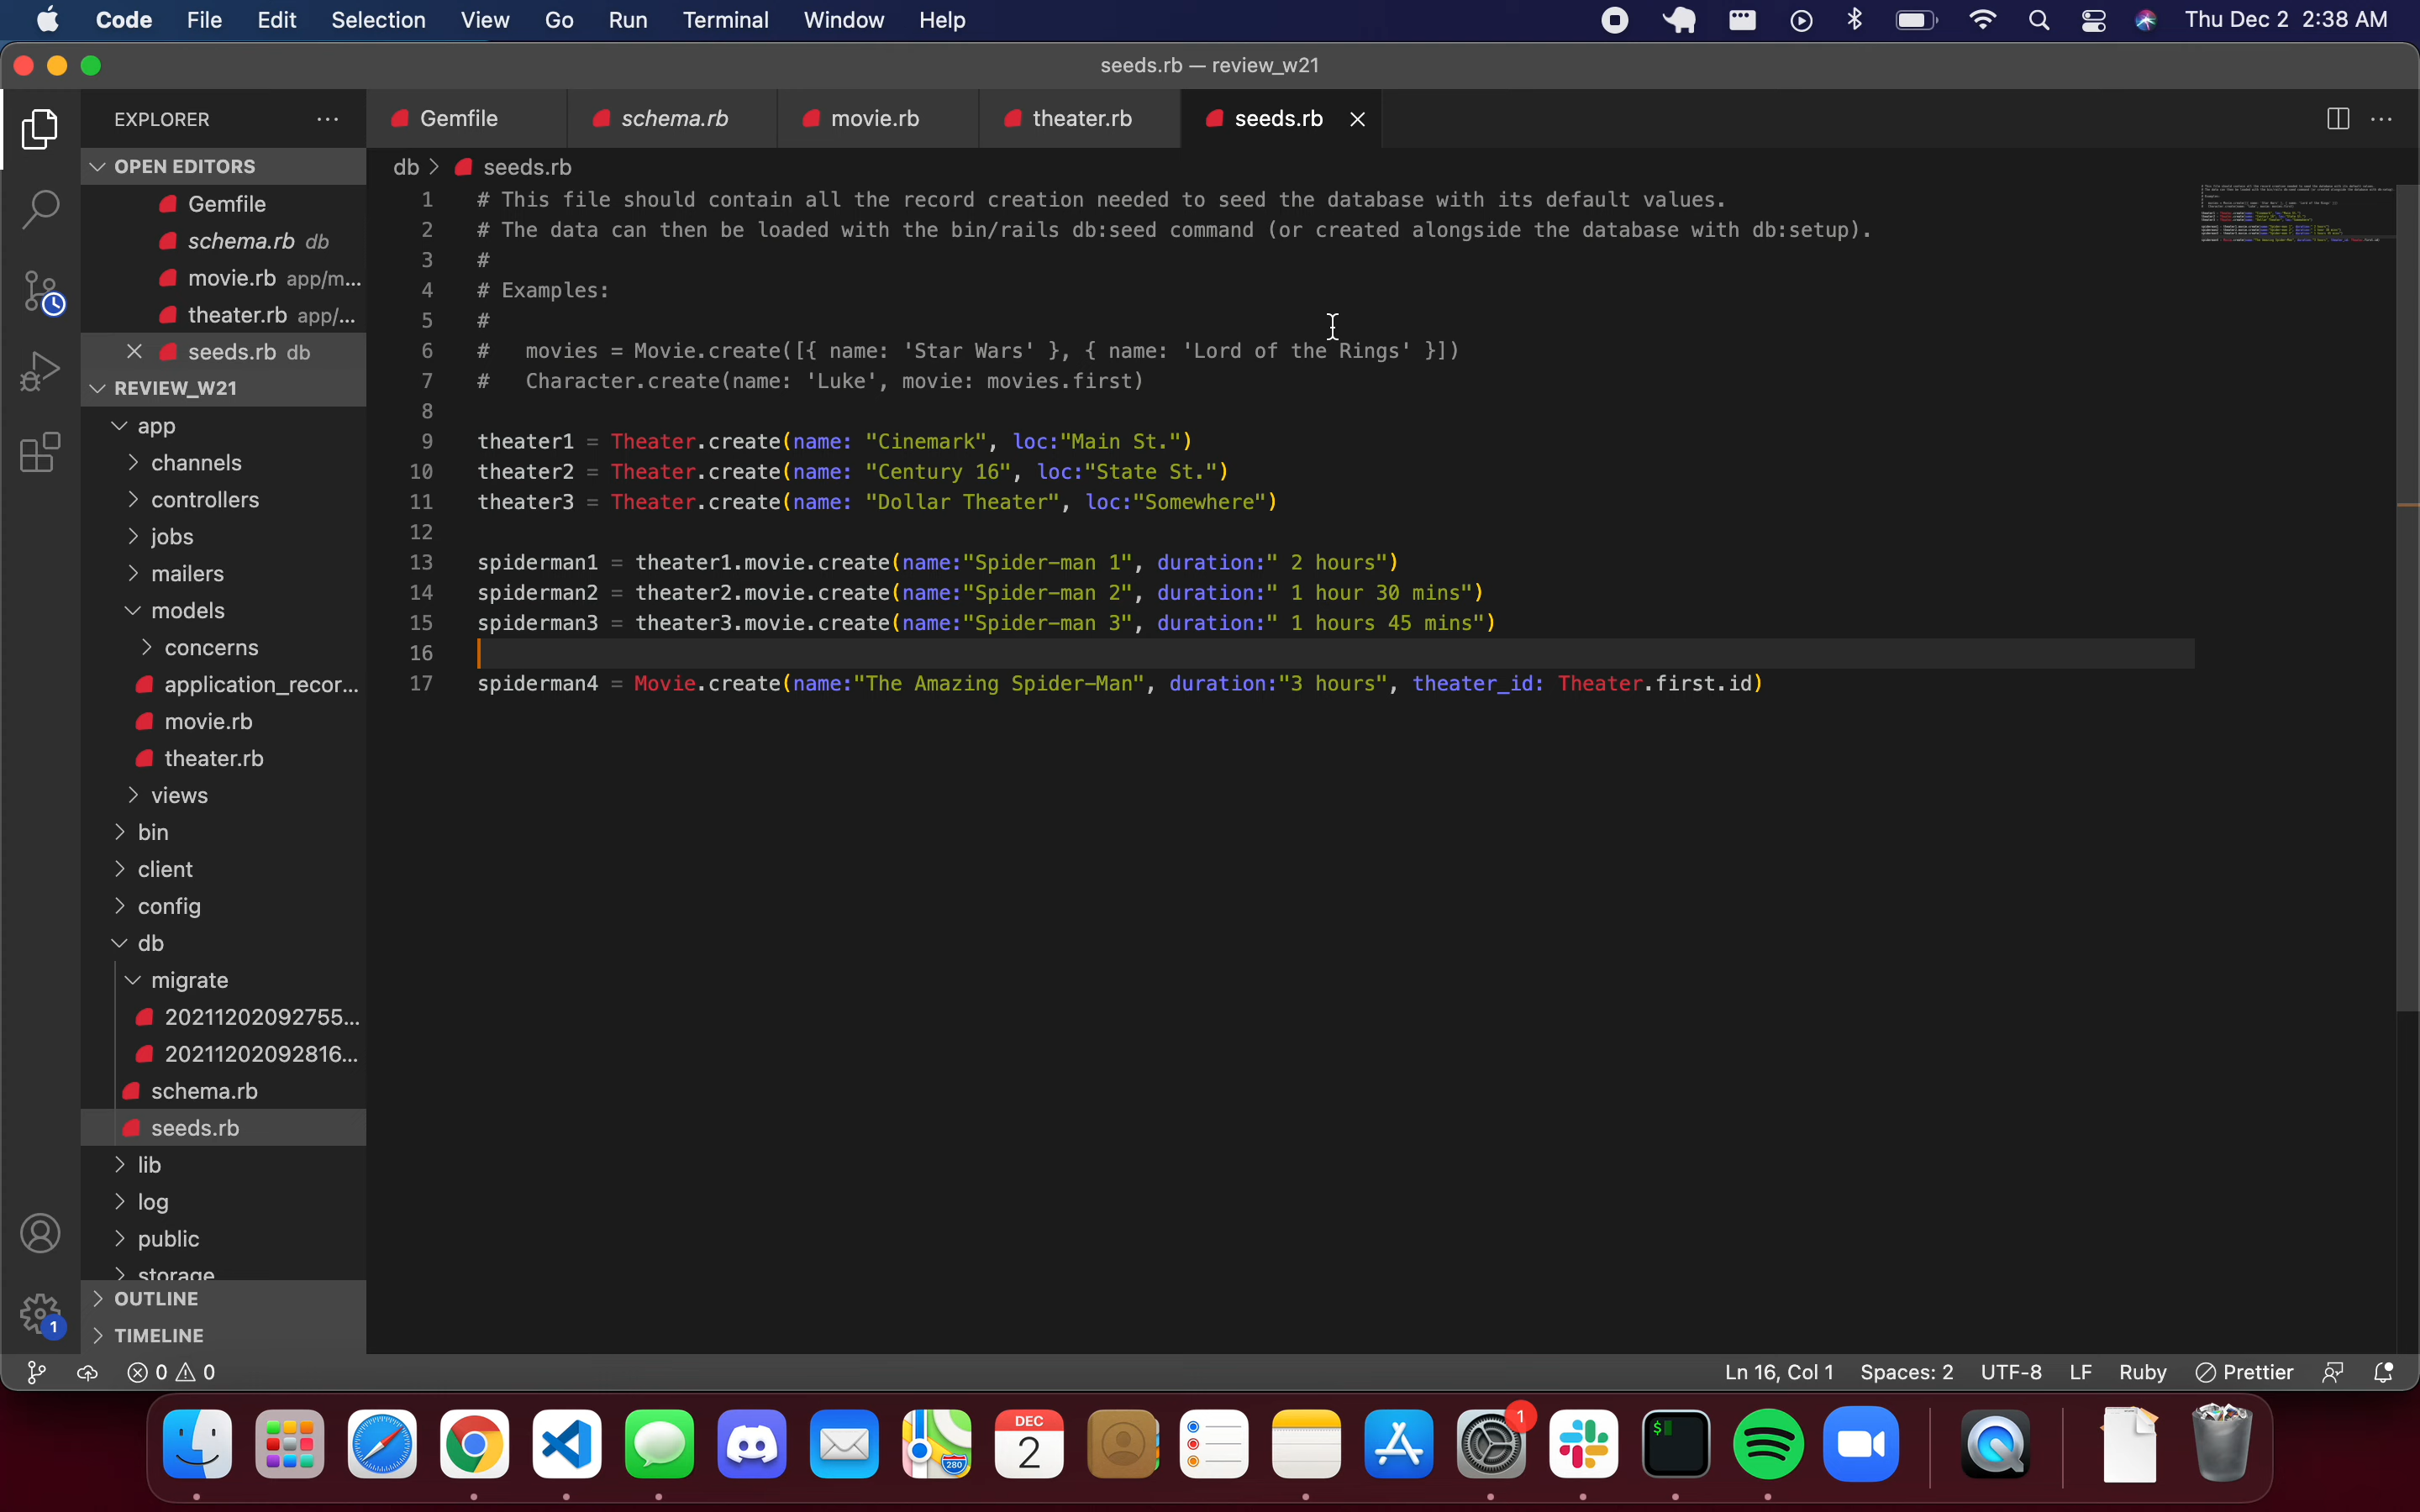 Code File Edit Selection View Go Run Terminal Window Help Thu Dec 2 2:38 AM
seeds.rb — review_w21
EXPLORER ··· Gemfile schema.rb movie.rb theater.rb seeds.rb
OPEN EDITORS
Gemfile
schema.rb db
movie.rb app/m...
theater.rb app/...
seeds.rb db
REVIEW_W21
app
channels
controllers
jobs
mailers
models
concerns
application_recor...
movie.rb
theater.rb
views
bin
client
config
db
migrate
20211202092755...
20211202092816...
schema.rb
seeds.rb
lib
log
public
storage
OUTLINE
TIMELINE
db > seeds.rb
1 # This file should contain all the record creation needed to seed the database with its default values.
2 # The data can then be loaded with the bin/rails db:seed command (or created alongside the database with db:setup).
3 #
4 # Examples:
5 #
6 #   movies = Movie.create([{ name: 'Star Wars' }, { name: 'Lord of the Rings' }])
7 #   Character.create(name: 'Luke', movie: movies.first)
8
9 theater1 = Theater.create(name: "Cinemark", loc:"Main St.")
10 theater2 = Theater.create(name: "Century 16", loc:"State St.")
11 theater3 = Theater.create(name: "Dollar Theater", loc:"Somewhere")
12
13 spiderman1 = theater1.movie.create(name:"Spider-man 1", duration:" 2 hours")
14 spiderman2 = theater2.movie.create(name:"Spider-man 2", duration:" 1 hour 30 mins")
15 spiderman3 = theater3.movie.create(name:"Spider-man 3", duration:" 1 hours 45 mins")
16
17 spiderman4 = Movie.create(name:"The Amazing Spider-Man", duration:"3 hours", theater_id: Theater.first.id)
1
0 0 Ln 16, Col 1 Spaces: 2 UTF-8 LF Ruby Prettier
DEC
2
280
1
$